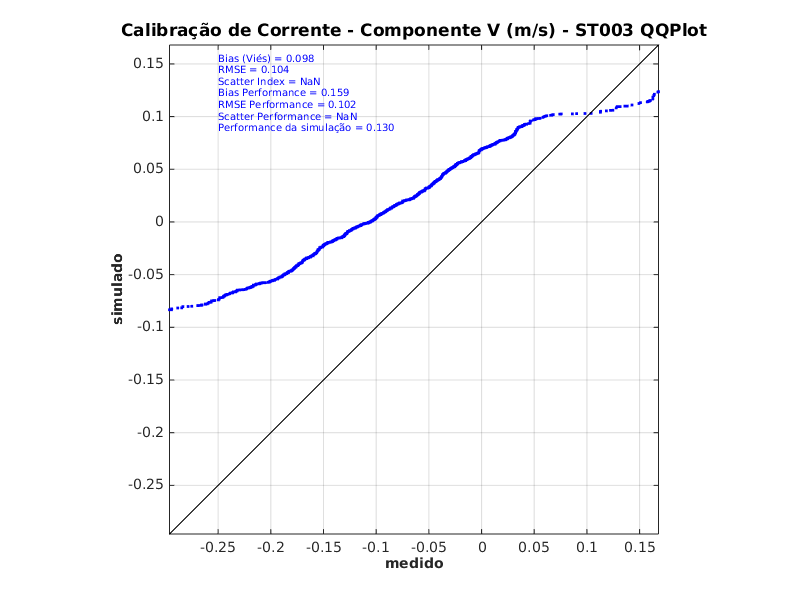 Calibração de Corrente - Componente V (m/s) - ST003 QQPlot
Bias (Viés) = 0.098
RMSE = 0.104
Scatter Index = NaN
Bias Performance = 0.159
RMSE Performance = 0.102
Scatter Performance = NaN
Performance da simulação = 0.130
0.15
0.1
0.05
0
-0.05
-0.1
-0.15
-0.2
-0.25
simulado
-0.25 -0.2 -0.15 -0.1 -0.05 0 0.05 0.1 0.15
medido